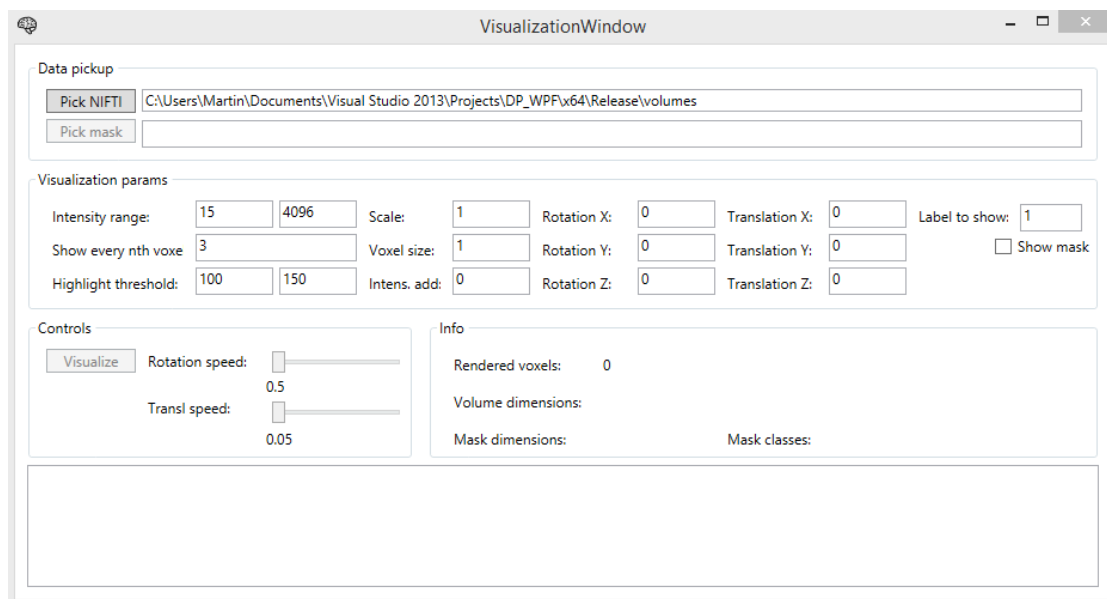 VisualizationWindow
Data pickup
Pick NIFTI C:\Users\Martin\Documents\Visual Studio 2013\Projects\DP_WPF\x64\Release\volumes
Pick mask
Visualization params
Intensity range: 15 4096 Scale: 1 Rotation X: 0 Translation X: 0 Label to show: 1
Show every nth voxe 3 Voxel size: 1 Rotation Y: 0 Translation Y: 0 Show mask
Highlight threshold: 100 150 Intens. add: 0 Rotation Z: 0 Translation Z: 0
Controls
Visualize Rotation speed:
0.5
Transl speed:
0.05
Info
Rendered voxels: 0
Volume dimensions:
Mask dimensions: Mask classes: